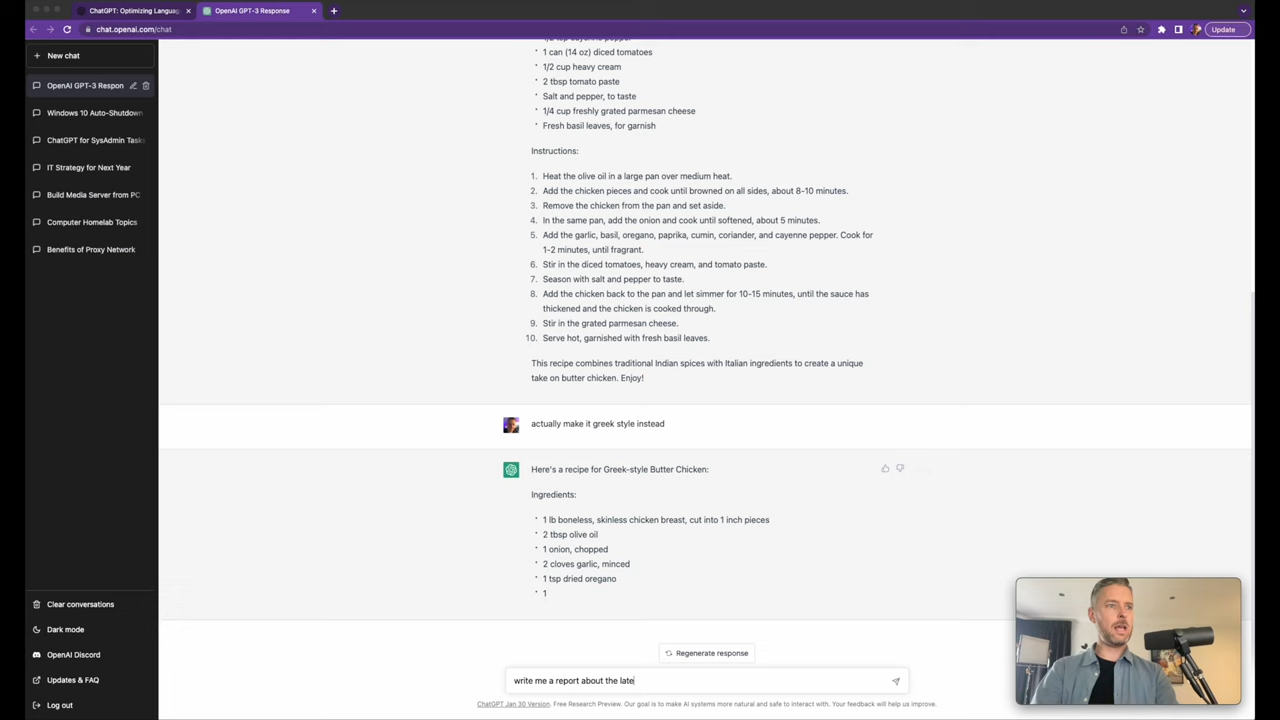 ChatGPT: Optimizing Languag
OpenAI GPT-3 Response
chat.openai.com/chat
Update
New chat
OpenAI GPT-3 Respon
Windows 10 Auto-Shutdown
ChatGPT for SysAdmin Tasks
IT Strategy for Next Year
Build Media Server from PC
Computer Homelab Topics
Benefits of Proxy Network
Clear conversations
Dark mode
OpenAI Discord
Updates & FAQ
Log out
1/2 tsp cayenne pepper
1 can (14 oz) diced tomatoes
1/2 cup heavy cream
2 tbsp tomato paste
Salt and pepper, to taste
1/4 cup freshly grated parmesan cheese
Fresh basil leaves, for garnish
Instructions:
1. Heat the olive oil in a large pan over medium heat.
2. Add the chicken pieces and cook until browned on all sides, about 8-10 minutes.
3. Remove the chicken from the pan and set aside.
4. In the same pan, add the onion and cook until softened, about 5 minutes.
5. Add the garlic, basil, oregano, paprika, cumin, coriander, and cayenne pepper. Cook for
1-2 minutes, until fragrant.
6. Stir in the diced tomatoes, heavy cream, and tomato paste.
7. Season with salt and pepper to taste.
8. Add the chicken back to the pan and let simmer for 10-15 minutes, until the sauce has
thickened and the chicken is cooked through.
9. Stir in the grated parmesan cheese.
10. Serve hot, garnished with fresh basil leaves.
This recipe combines traditional Indian spices with Italian ingredients to create a unique
take on butter chicken. Enjoy!
actually make it greek style instead
Here's a recipe for Greek-style Butter Chicken:
Ingredients:
1 lb boneless, skinless chicken breast, cut into 1 inch pieces
2 tbsp olive oil
1 onion, chopped
2 cloves garlic, minced
1 tsp dried oregano
1
Regenerate response
write me a report about the late
ChatGPT Jan 30 Version. Free Research Preview. Our goal is to make AI systems more natural and safe to interact with. Your feedback will help us improve.